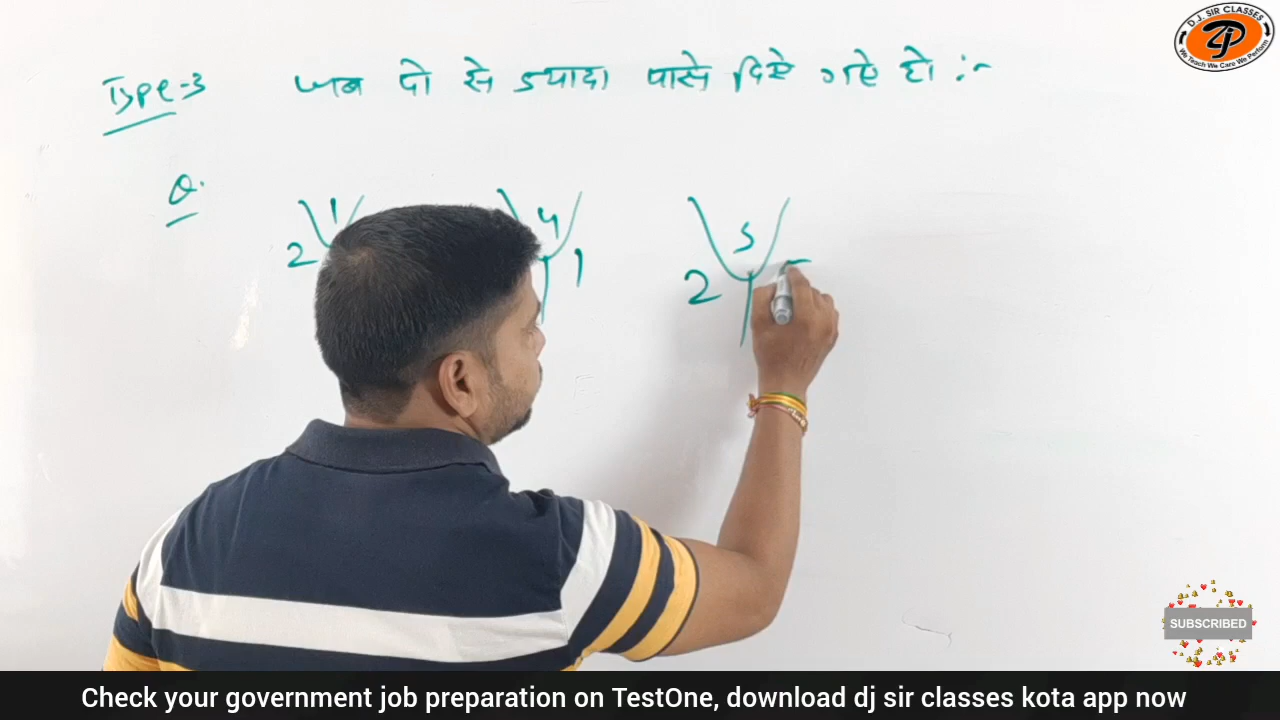 Type-3 जब दो से ज्यादा पासे दिए गऐ हो :-
Q.
1 4 5
2 1 2
D.J. SIR CLASSES
We Teach We Care We Perform
SUBSCRIBED
Check your government job preparation on TestOne, download dj sir classes kota app now